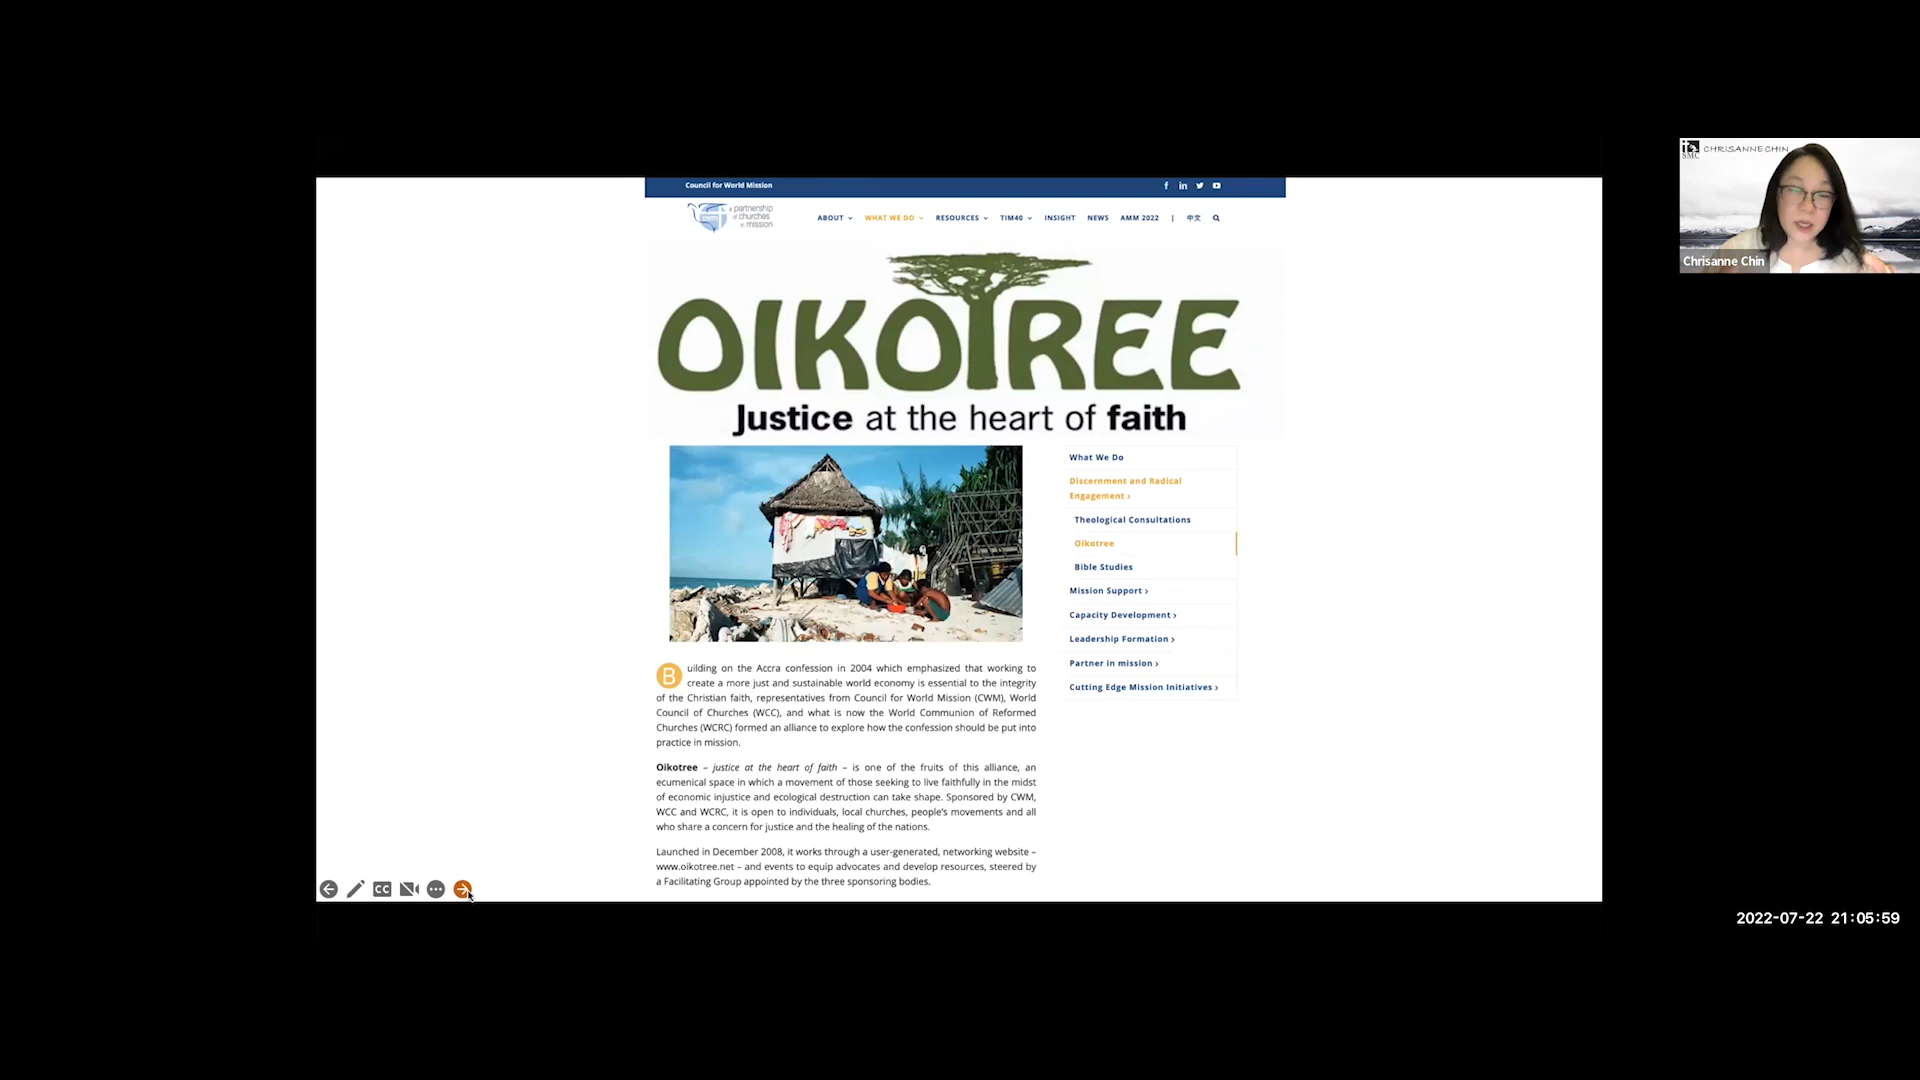 Council for World Mission
cwm
a partnership
of churches
in mission
ABOUT
WHAT WE DO
RESOURCES
TIM40
INSIGHT
NEWS
AMM 2022
|
中文
OIKOTREE
Justice at the heart of faith
What We Do
Discernment and Radical
Engagement ›
Theological Consultations
Oikotree
Bible Studies
Mission Support ›
Capacity Development ›
Leadership Formation ›
Partner in mission ›
Cutting Edge Mission Initiatives ›
Building on the Accra confession in 2004 which emphasized that working to
create a more just and sustainable world economy is essential to the integrity
of the Christian faith, representatives from Council for World Mission (CWM), World
Council of Churches (WCC), and what is now the World Communion of Reformed
Churches (WCRC) formed an alliance to explore how the confession should be put into
practice in mission.
Oikotree – justice at the heart of faith – is one of the fruits of this alliance, an
ecumenical space in which a movement of those seeking to live faithfully in the midst
of economic injustice and ecological destruction can take shape. Sponsored by CWM,
WCC and WCRC, it is open to individuals, local churches, people's movements and all
who share a concern for justice and the healing of the nations.
Launched in December 2008, it works through a user-generated, networking website –
www.oikotree.net – and events to equip advocates and develop resources, steered by
a Facilitating Group appointed by the three sponsoring bodies.
CC
CHRISANNE CHIN
SMC
Chrisanne Chin
2022-07-22 21:05:59